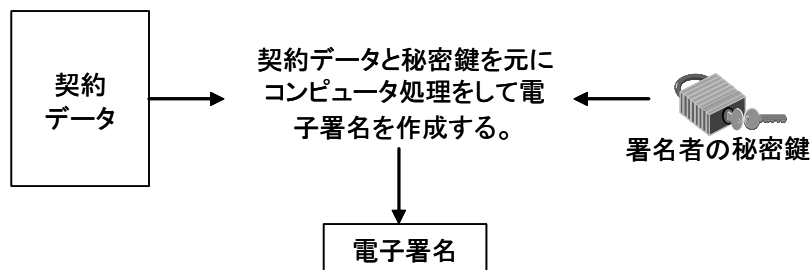 契約
データ
契約データと秘密鍵を元に
コンピュータ処理をして電
子署名を作成する。
署名者の秘密鍵
電子署名